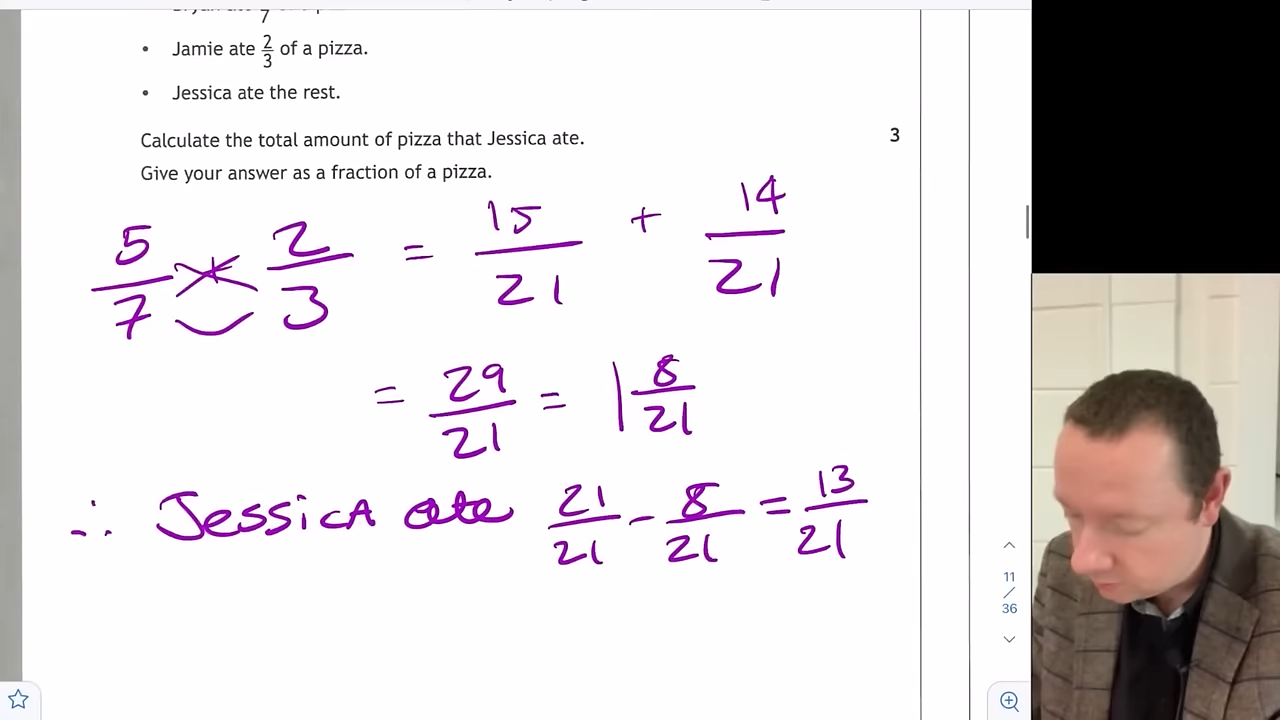 7
• Jamie ate 2/3 of a pizza.
• Jessica ate the rest.
Calculate the total amount of pizza that Jessica ate. 3
Give your answer as a fraction of a pizza.
5/7 × 2/3 = 15/21 + 14/21
= 29/21 = 1 8/21
∴ Jessica ate 21/21 - 8/21 = 13/21
11
/
36